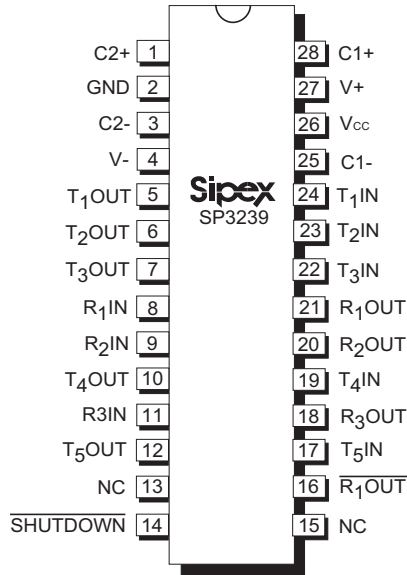 C2+ 1 28 C1+
GND 2 27 V+
C2- 3 26 Vcc
V- 4 25 C1-
T1OUT 5 Sipex 24 T1IN
SP3239
T2OUT 6 23 T2IN
T3OUT 7 22 T3IN
R1IN 8 21 R1OUT
R2IN 9 20 R2OUT
T4OUT 10 19 T4IN
R3IN 11 18 R3OUT
T5OUT 12 17 T5IN
NC 13 16 R1OUT
SHUTDOWN 14 15 NC